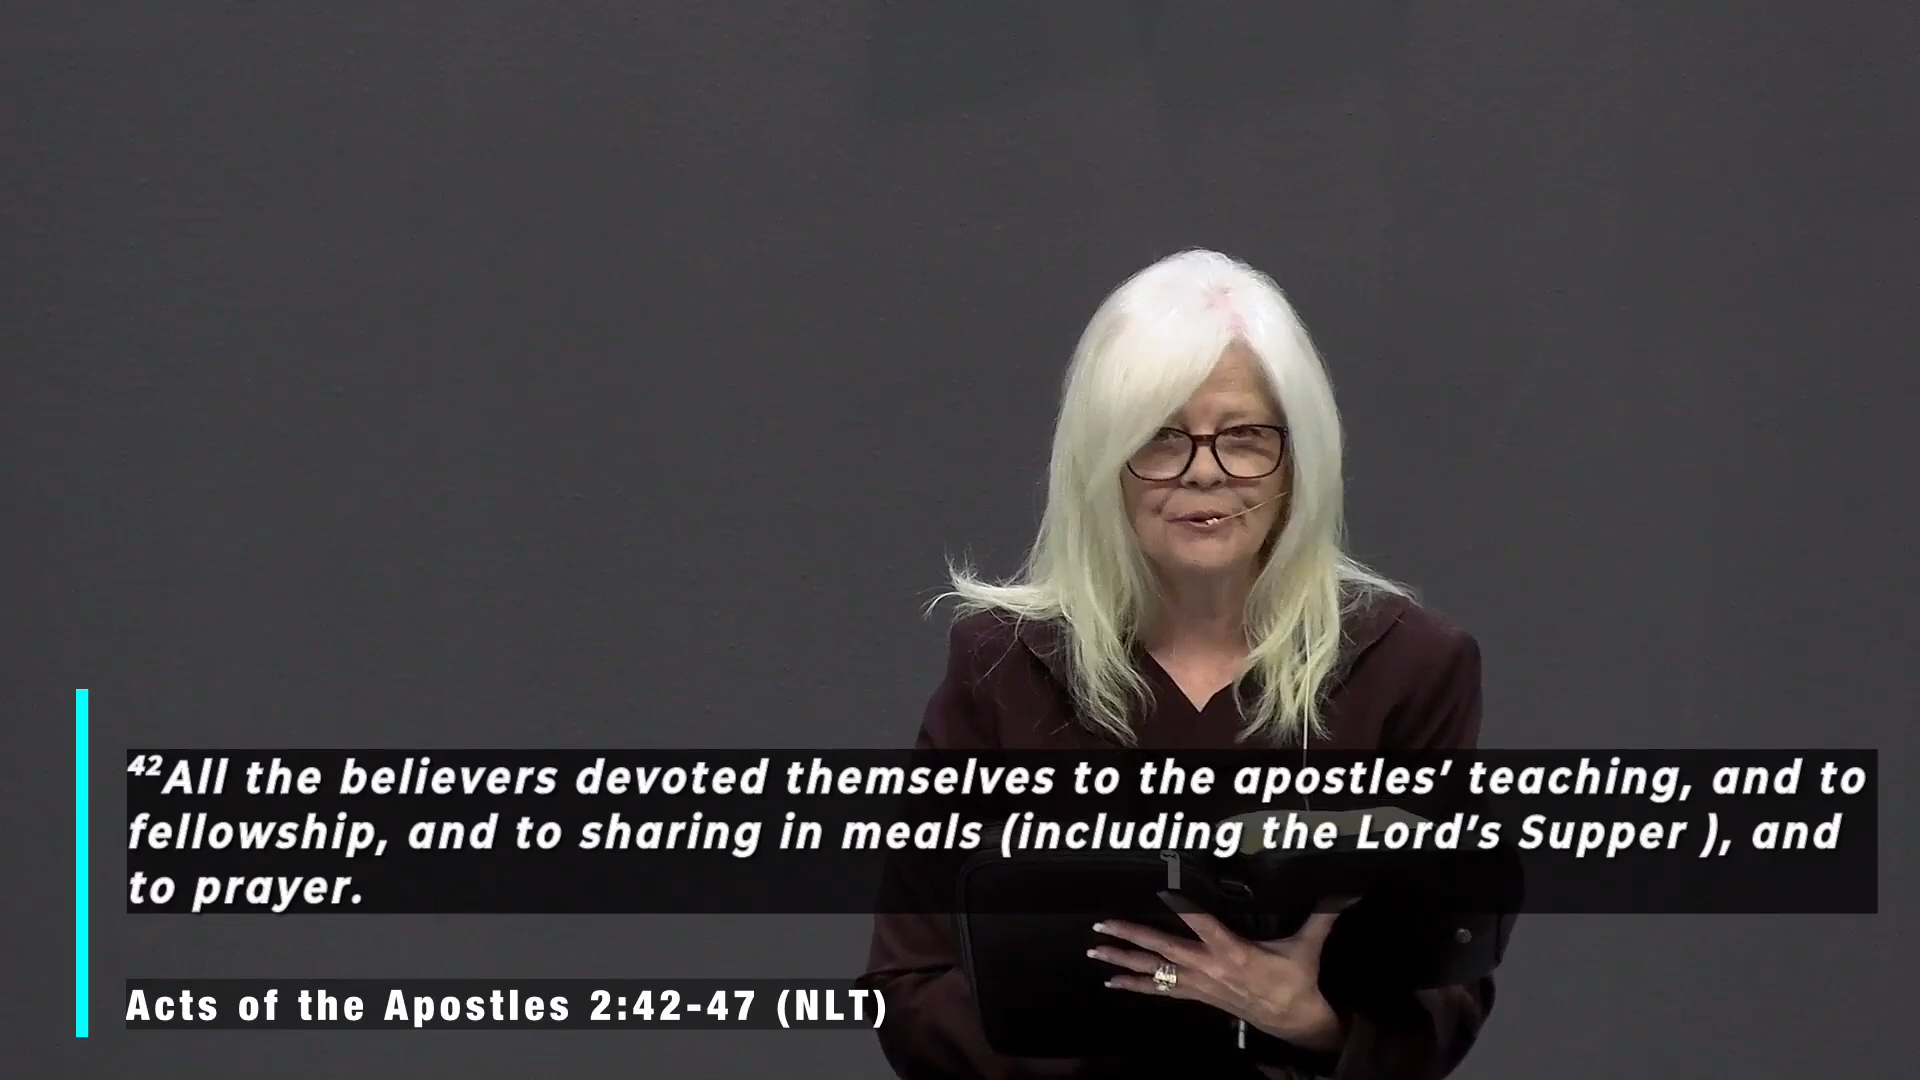 ⁴²All the believers devoted themselves to the apostles’ teaching, and to
fellowship, and to sharing in meals (including the Lord’s Supper ), and
to prayer.
Acts of the Apostles 2:42-47 (NLT)